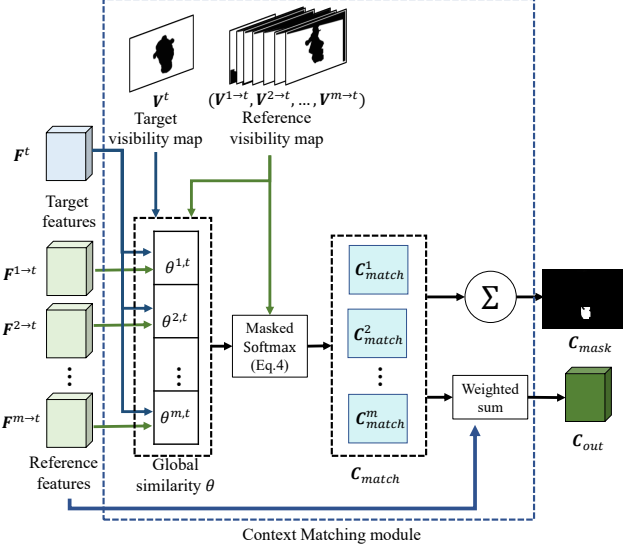 V^t
Target
visibility map
(V^{1→t}, V^{2→t}, ..., V^{m→t})
Reference
visibility map
F^t
Target
features
F^{1→t}
F^{2→t}
F^{m→t}
Reference
features
θ^{1,t}
θ^{2,t}
θ^{m,t}
Global
similarity θ
Masked
Softmax
(Eq.4)
C^1_{match}
C^2_{match}
C^m_{match}
C_{match}
Σ
C_{mask}
Weighted
sum
C_{out}
Context Matching module